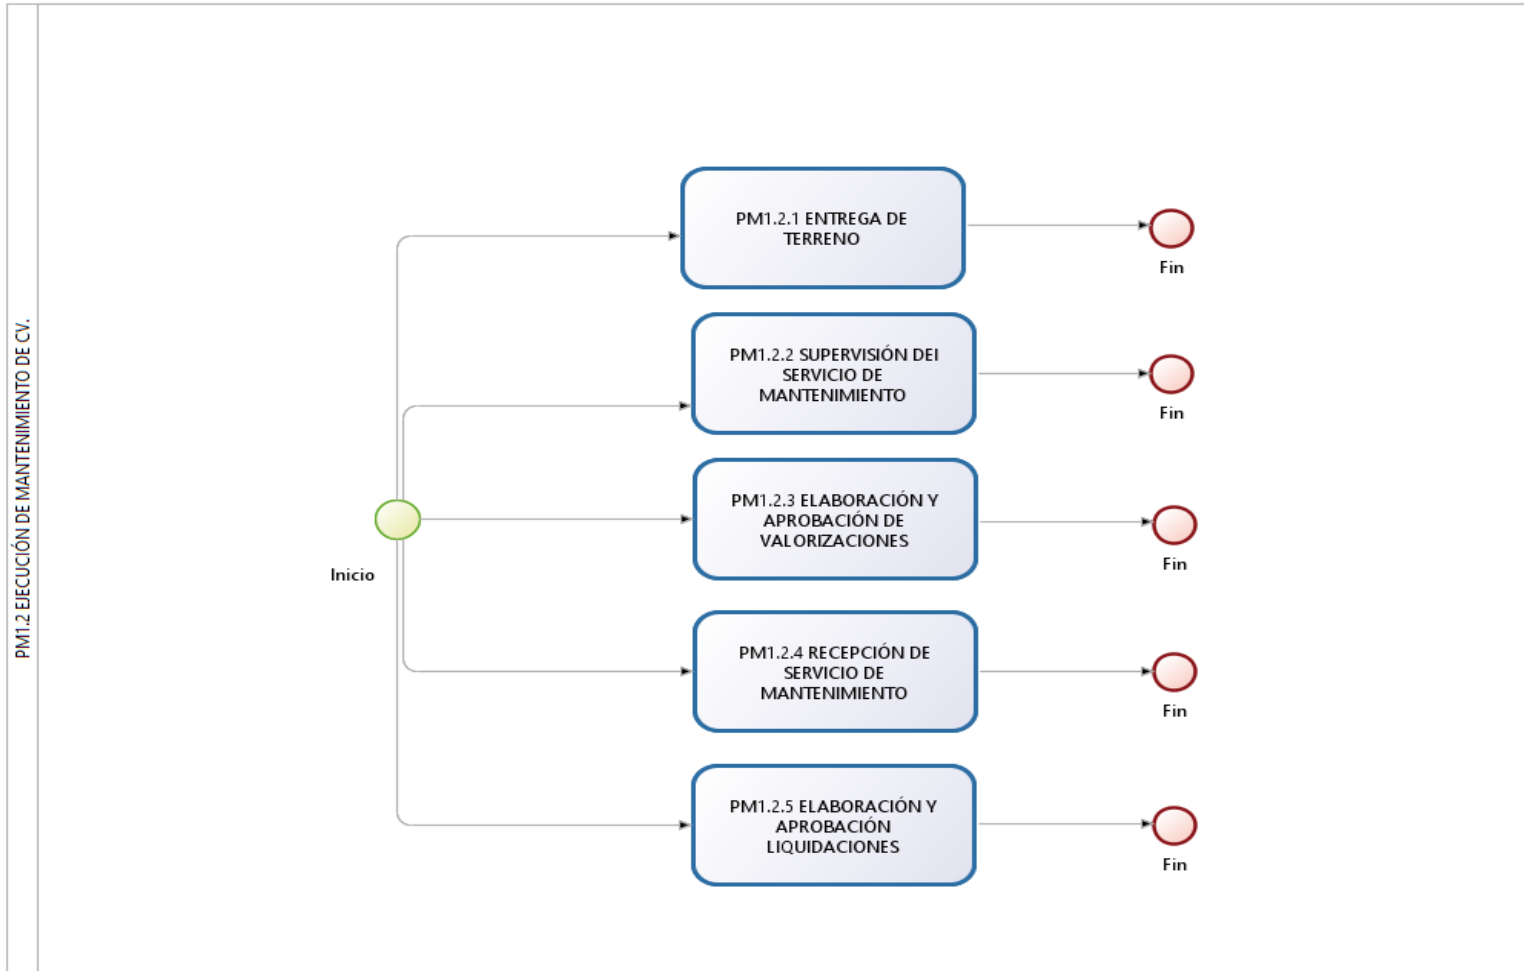 PM1.2 EJECUCIÓN DE MANTENIMIENTO DE CV.
PM1.2.1 ENTREGA DE
TERRENO
Fin
PM1.2.2 SUPERVISIÓN DEl
SERVICIO DE
MANTENIMIENTO
Fin
Inicio
PM1.2.3 ELABORACIÓN Y
APROBACIÓN DE
VALORIZACIONES
Fin
PM1.2.4 RECEPCIÓN DE
SERVICIO DE
MANTENIMIENTO
Fin
PM1.2.5 ELABORACIÓN Y
APROBACIÓN
LIQUIDACIONES
Fin